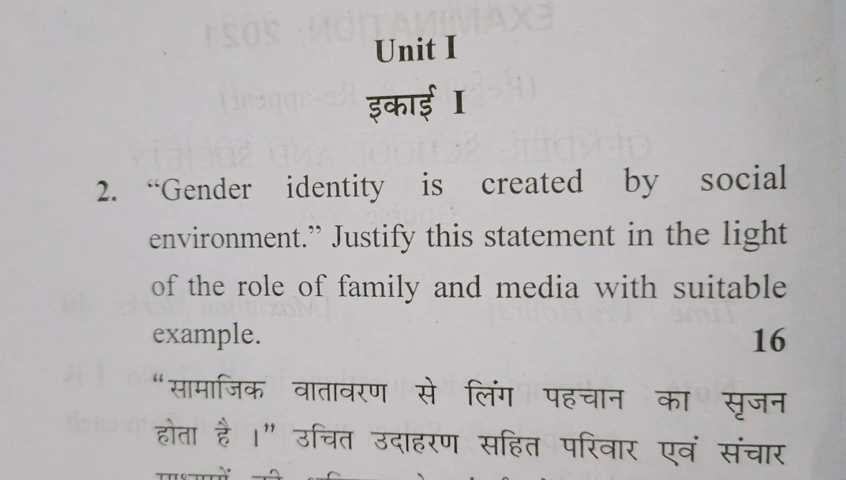 Unit I
इकाई I
2. “Gender identity is created by social
environment.” Justify this statement in the light
of the role of family and media with suitable
example. 16
“सामाजिक वातावरण से लिंग पहचान का सृजन
होता है ।” उचित उदाहरण सहित परिवार एवं संचार